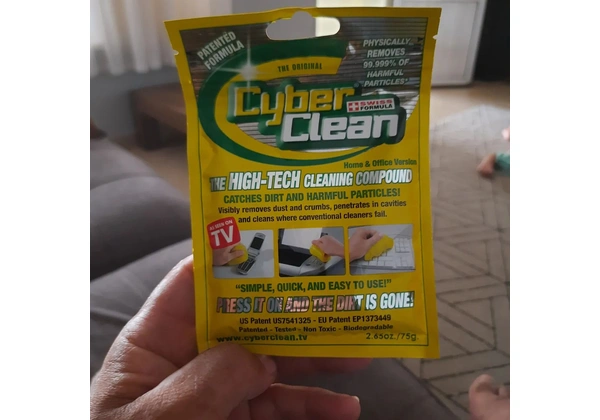 PATENTED
FORMULA
THE ORIGINAL
PHYSICALLY
REMOVES
99.999% OF
HARMFUL
PARTICLES*
Cyber
Clean
SWISS
FORMULA
Home & Office Version
THE HIGH-TECH CLEANING COMPOUND
CATCHES DIRT AND HARMFUL PARTICLES!
Visibly removes dust and crumbs, penetrates in cavities
and cleans where conventional cleaners fail.
AS SEEN ON
TV
"SIMPLE, QUICK, AND EASY TO USE!"
PRESS IT ON AND THE DIRT IS GONE!
US Patent US7541325 - EU Patent EP1373449
Patented - Tested - Non Toxic - Biodegradable
www.cyberclean.tv
2.65oz./75g